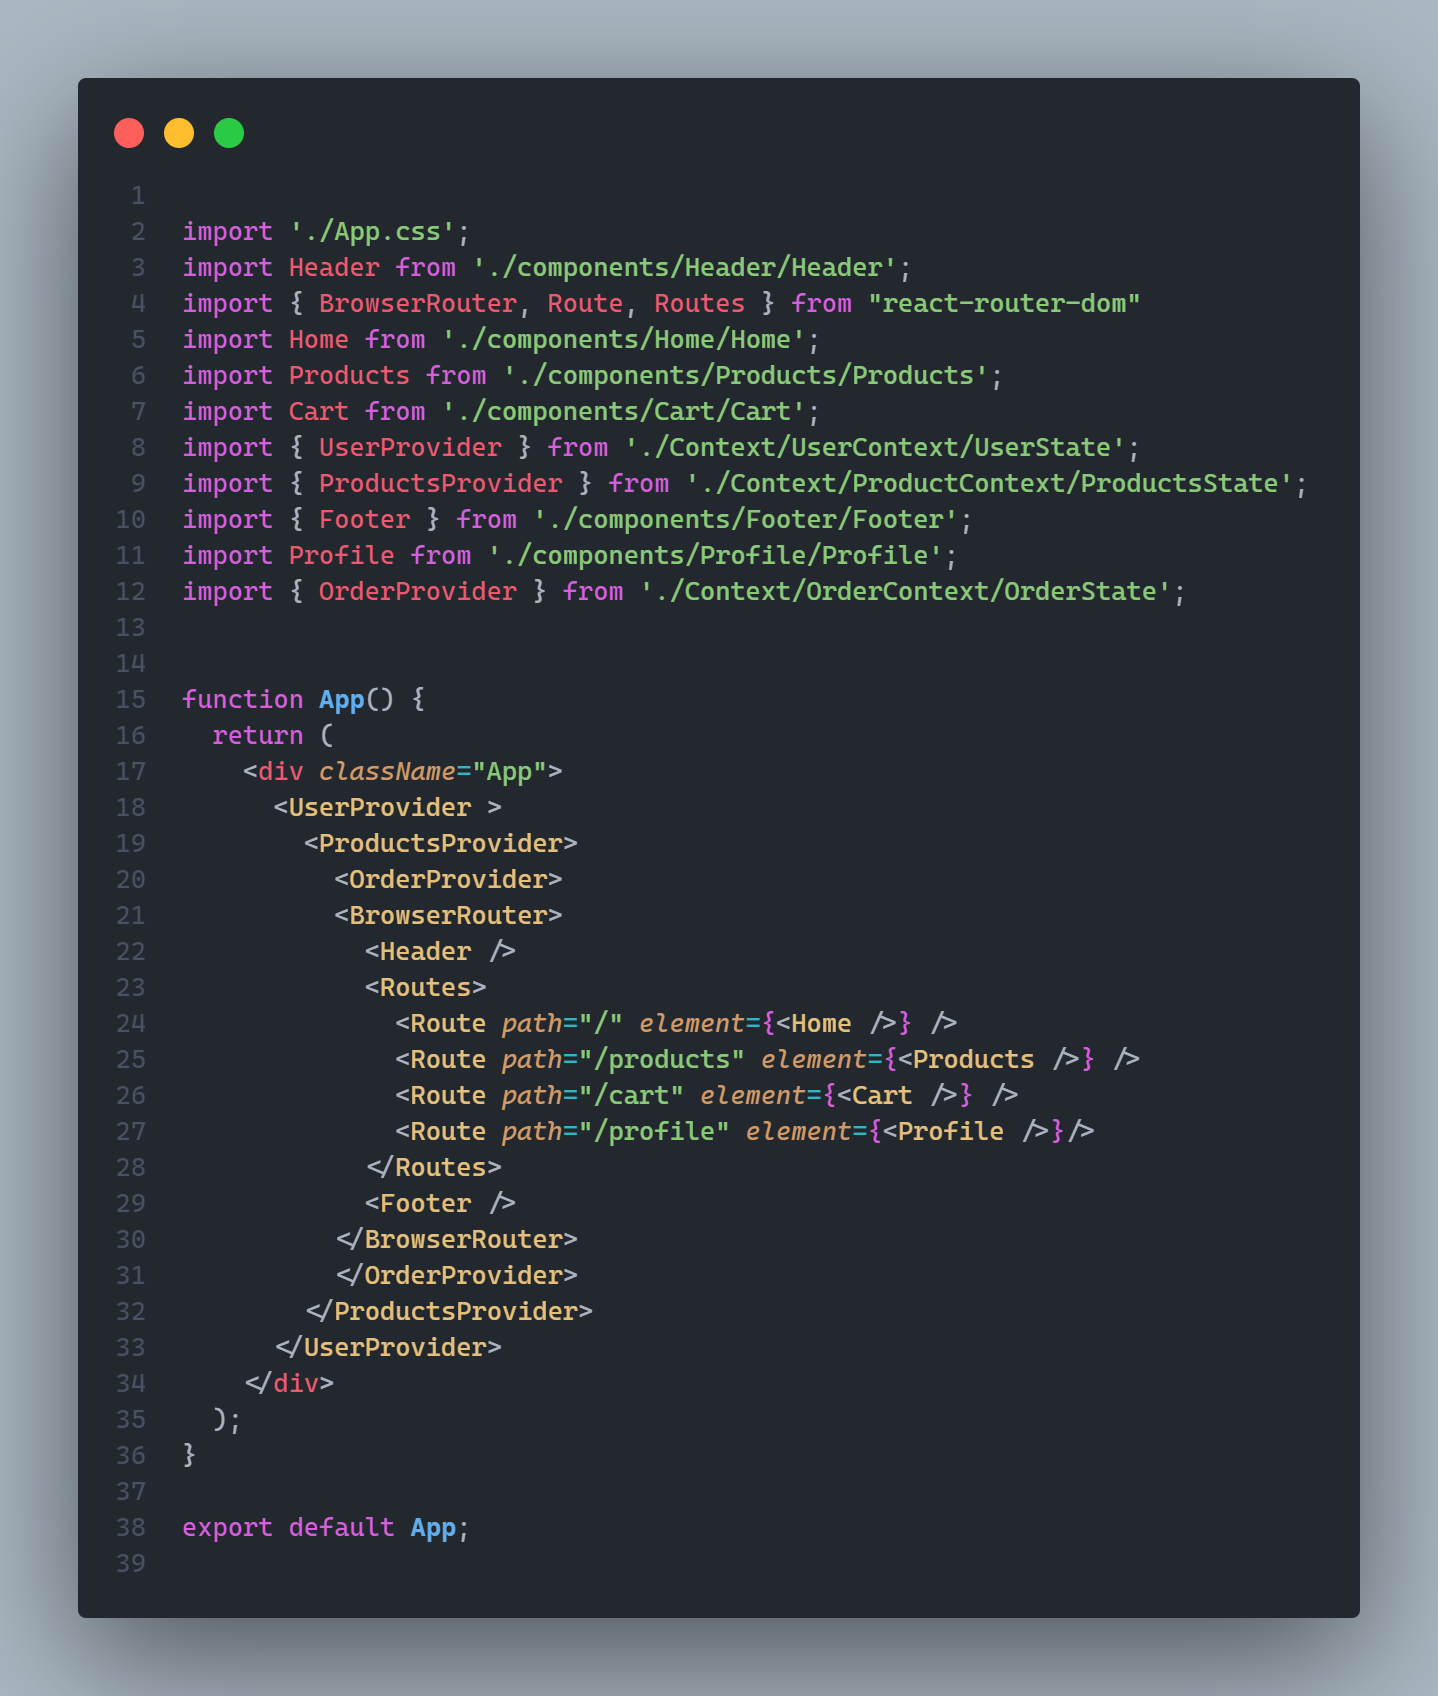 1
2 import './App.css';
3 import Header from './components/Header/Header';
4 import { BrowserRouter, Route, Routes } from "react-router-dom"
5 import Home from './components/Home/Home';
6 import Products from './components/Products/Products';
7 import Cart from './components/Cart/Cart';
8 import { UserProvider } from './Context/UserContext/UserState';
9 import { ProductsProvider } from './Context/ProductContext/ProductsState';
10 import { Footer } from './components/Footer/Footer';
11 import Profile from './components/Profile/Profile';
12 import { OrderProvider } from './Context/OrderContext/OrderState';
13
14
15 function App() {
16   return (
17     <div className="App">
18       <UserProvider >
19         <ProductsProvider>
20           <OrderProvider>
21           <BrowserRouter>
22             <Header />
23             <Routes>
24               <Route path="/" element={<Home />} />
25               <Route path="/products" element={<Products />} />
26               <Route path="/cart" element={<Cart />} />
27               <Route path="/profile" element={<Profile />}/>
28             </Routes>
29             <Footer />
30           </BrowserRouter>
31           </OrderProvider>
32         </ProductsProvider>
33       </UserProvider>
34     </div>
35   );
36 }
37
38 export default App;
39